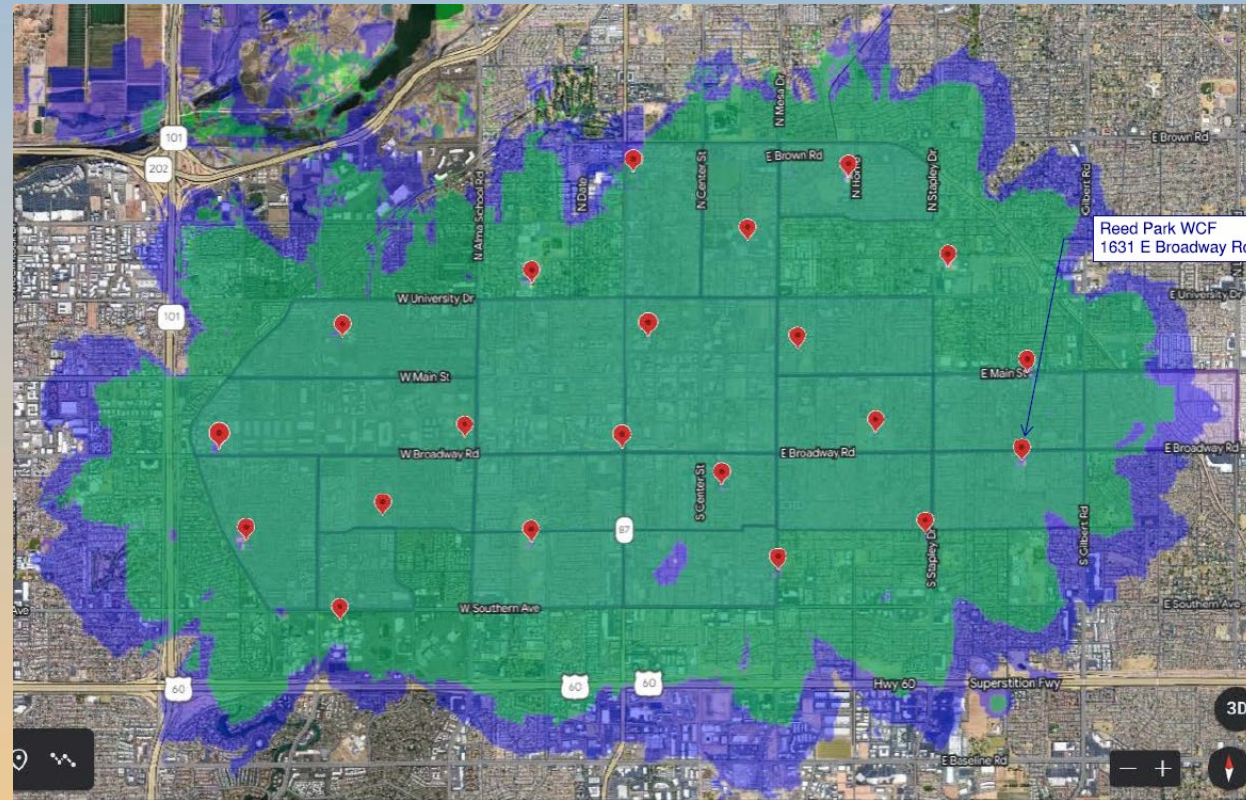 101
202
N Alma School Rd
N Date
N Center St
N Mesa Dr
E Brown Rd
N Horne
N Stapley Dr
Gilbert Rd
E Brown Rd
Reed Park WCF
1631 E Broadway Rd
101
W University Dr
E University Dr
W Main St
E Main St
W Broadway Rd
E Broadway Rd
E Broadway Rd
S Center St
87
S Stapley Dr
S Gilbert Rd
Ave
W Southern Ave
E Southern Ave
60
60
60
Hwy 60
Superstition Fwy
3D
E Baseline Rd